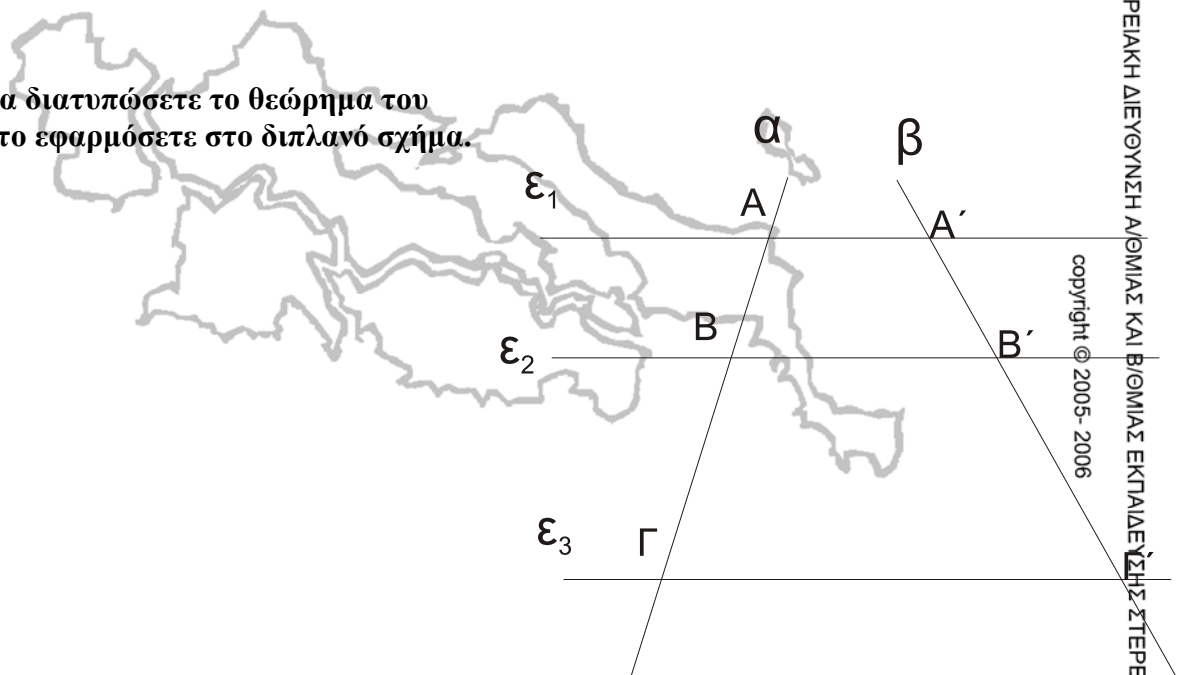 α διατυπώσετε το θεώρημα του
το εφαρμόσετε στο διπλανό σχήμα.
α
β
ε₁
Α
Α΄
ε₂
Β
Β΄
ε₃
Γ
Γ΄
copyright © 2005- 2006
ΡΕΙΑΚΗ ΔΙΕΥΘΥΝΣΗ Α/ΘΜΙΑΣ ΚΑΙ Β/ΘΜΙΑΣ ΕΚΠΑΙΔΕΥΣΗΣ ΣΤΕΡΕ